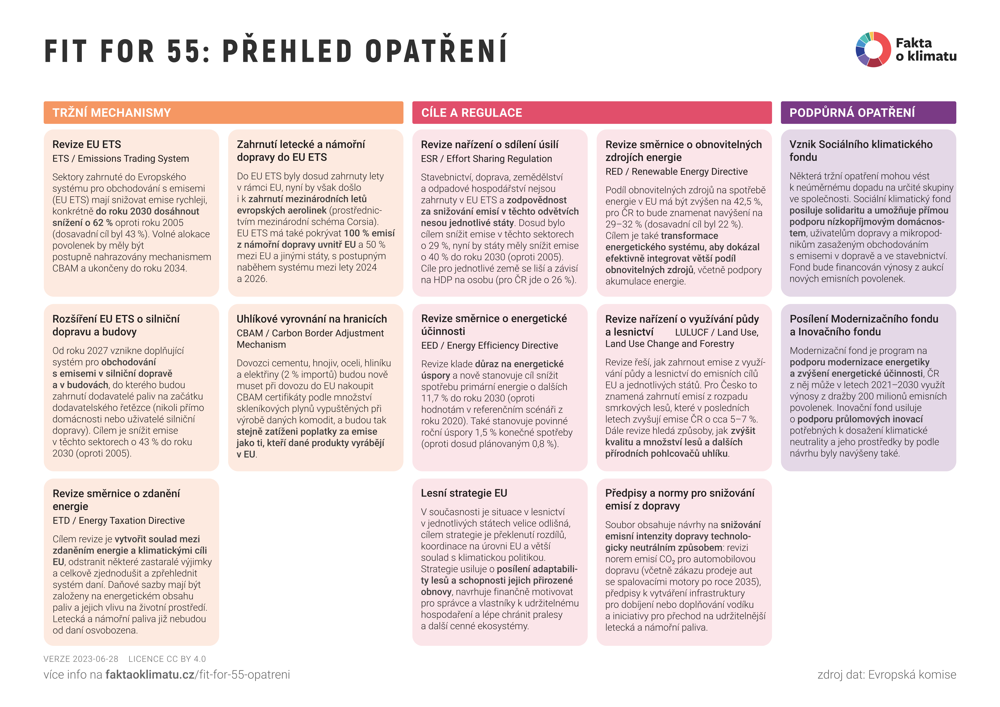 FIT FOR 55: PŘEHLED OPATŘENÍ
Fakta
o klimatu
TRŽNÍ MECHANISMY
Revize EU ETS
ETS / Emissions Trading System
Sektory zahrnuté do Evropského
systému pro obchodování s emisemi
(EU ETS) mají snižovat emise rychleji,
konkrétně do roku 2030 dosáhnout
snížení o 62 % oproti roku 2005
(dosavadní cíl byl 43 %). Volné alokace
povolenek by měly být
postupně nahrazovány mechanismem
CBAM a ukončeny do roku 2034.
Zahrnutí letecké a námořní
dopravy do EU ETS
Do EU ETS byly dosud zahrnuty lety
v rámci EU, nyní by však došlo
i k zahrnutí mezinárodních letů
evropských aerolinek (prostřednic-
tvím mezinárodní schéma Corsia).
EU ETS má také pokrývat 100 % emisí
z námořní dopravy uvnitř EU a 50 %
mezi EU a jinými státy, s postupným
naběhem systému mezi lety 2024
a 2026.
Rozšíření EU ETS o silniční
dopravu a budovy
Od roku 2027 vznikne doplňující
systém pro obchodování
s emisemi v silniční dopravě
a v budovách, do kterého budou
zahrnutí dodavatelé paliv na začátku
dodavatelského řetězce (nikoli přímo
domácnosti nebo uživatelé silniční
dopravy). Cílem je snížit emise
v těchto sektorech o 43 % do roku
2030 (oproti 2005).
Uhlíkové vyrovnání na hranicích
CBAM / Carbon Border Adjustment
Mechanism
Dovozci cementu, hnojiv, oceli, hliníku
a elektřiny (2 % importů) budou nově
muset při dovozu do EU nakoupit
CBAM certifikáty podle množství
skleníkových plynů vypuštěných při
výrobě daných komodit, a budou tak
stejně zatíženi poplatky za emise
jako ti, kteří dané produkty vyrábějí
v EU.
Revize směrnice o zdanění
energie
ETD / Energy Taxation Directive
Cílem revize je vytvořit soulad mezi
zdaněním energie a klimatickými cíli
EU, odstranit některé zastaralé výjimky
a celkově zjednodušit a zpřehlednit
systém daní. Daňové sazby mají být
založeny na energetickém obsahu
paliv a jejich vlivu na životní prostředí.
Letecká a námořní paliva již nebudou
od daní osvobozena.
CÍLE A REGULACE
Revize nařízení o sdílení úsilí
ESR / Effort Sharing Regulation
Stavebnictví, doprava, zemědělství
a odpadové hospodářství nejsou
zahrnuty v EU ETS a zodpovědnost
za snižování emisí v těchto odvětvích
nesou jednotlivé státy. Dosud bylo
cílem snížit emise v těchto sektorech
o 29 %, nyní by státy měly snížit emise
o 40 % do roku 2030 (oproti 2005).
Cíle pro jednotlivé země se liší a závisí
na HDP na osobu (pro ČR jde o 26 %).
Revize směrnice o obnovitelných
zdrojích energie
RED / Renewable Energy Directive
Podíl obnovitelných zdrojů na spotřebě
energie v EU má být zvýšen na 42,5 %,
pro ČR to bude znamenat navýšení na
29–32 % (dosavadní cíl byl 22 %).
Cílem je také transformace
energetického systému, aby dokázal
efektivně integrovat větší podíl
obnovitelných zdrojů, včetně podpory
akumulace energie.
Revize směrnice o energetické
účinnosti
EED / Energy Efficiency Directive
Revize klade důraz na energetické
úspory a nově stanovuje cíl snížit
spotřebu primární energie o dalších
11,7 % do roku 2030 (oproti
hodnotám v referenčním scénáři z
roku 2020). Také stanovuje povinné
roční úspory 1,5 % konečné spotřeby
(oproti dosud plánovaným 0,8 %).
Revize nařízení o využívání půdy
a lesnictví LULUCF / Land Use,
Land Use Change and Forestry
Revize řeší, jak zahrnout emise z využí-
vání půdy a lesnictví do emisních cílů
EU a jednotlivých států. Pro Česko to
znamená zahrnutí emisí z rozpadu
smrkových lesů, které v posledních
letech zvyšují emise ČR o cca 5–7 %.
Dále revize hledá způsoby, jak zvýšit
kvalitu a množství lesů a dalších
přírodních pohlcovačů uhlíku.
Lesní strategie EU
V současnosti je situace v lesnictví
v jednotlivých státech velice odlišná,
cílem strategie je překlenutí rozdílů,
koordinace na úrovni EU a větší
soulad s klimatickou politikou.
Strategie usiluje o posílení adaptabili-
ty lesů a schopnosti jejich přirozené
obnovy, navrhuje finančně motivovat
pro správce a vlastníky k udržitelnému
hospodaření a lépe chránit pralesy
a další cenné ekosystémy.
Předpisy a normy pro snižování
emisí z dopravy
Soubor obsahuje návrhy na snižování
emisní intenzity dopravy technolo-
gicky neutrálním způsobem: revizi
norem emisí CO₂ pro automobilovou
dopravu (včetně zákazu prodeje aut
se spalovacími motory po roce 2035),
předpisy k vytváření infrastruktury
pro dobíjení nebo doplňování vodíku
a iniciativy pro přechod na udržitelnější
letecká a námořní paliva.
PODPŮRNÁ OPATŘENÍ
Vznik Sociálního klimatického
fondu
Některá tržní opatření mohou vést
k neúměrnému dopadu na určité skupiny
ve společnosti. Sociální klimatický fond
posiluje solidaritu a umožňuje přímou
podporu nízkopříjmovým domácnos-
tem, uživatelům dopravy a mikropod-
nikům zasaženým obchodováním
s emisemi v dopravě a ve stavebnictví.
Fond bude financován výnosy z aukcí
nových emisních povolenek.
Posílení Modernizačního fondu
a Inovačního fondu
Modernizační fond je program na
podporu modernizace energetiky
a zvýšení energetické účinnosti, ČR
z něj může v letech 2021–2030 využít
výnosy z dražby 200 milionů emisních
povolenek. Inovační fond usiluje
o podporu průlomových inovací
potřebných k dosažení klimatické
neutrality a jeho prostředky by podle
návrhu byly navýšeny také.
VERZE 2023-06-28 LICENCE CC BY 4.0
více info na faktaoklimatu.cz/fit-for-55-opatreni
zdroj dat: Evropská komise